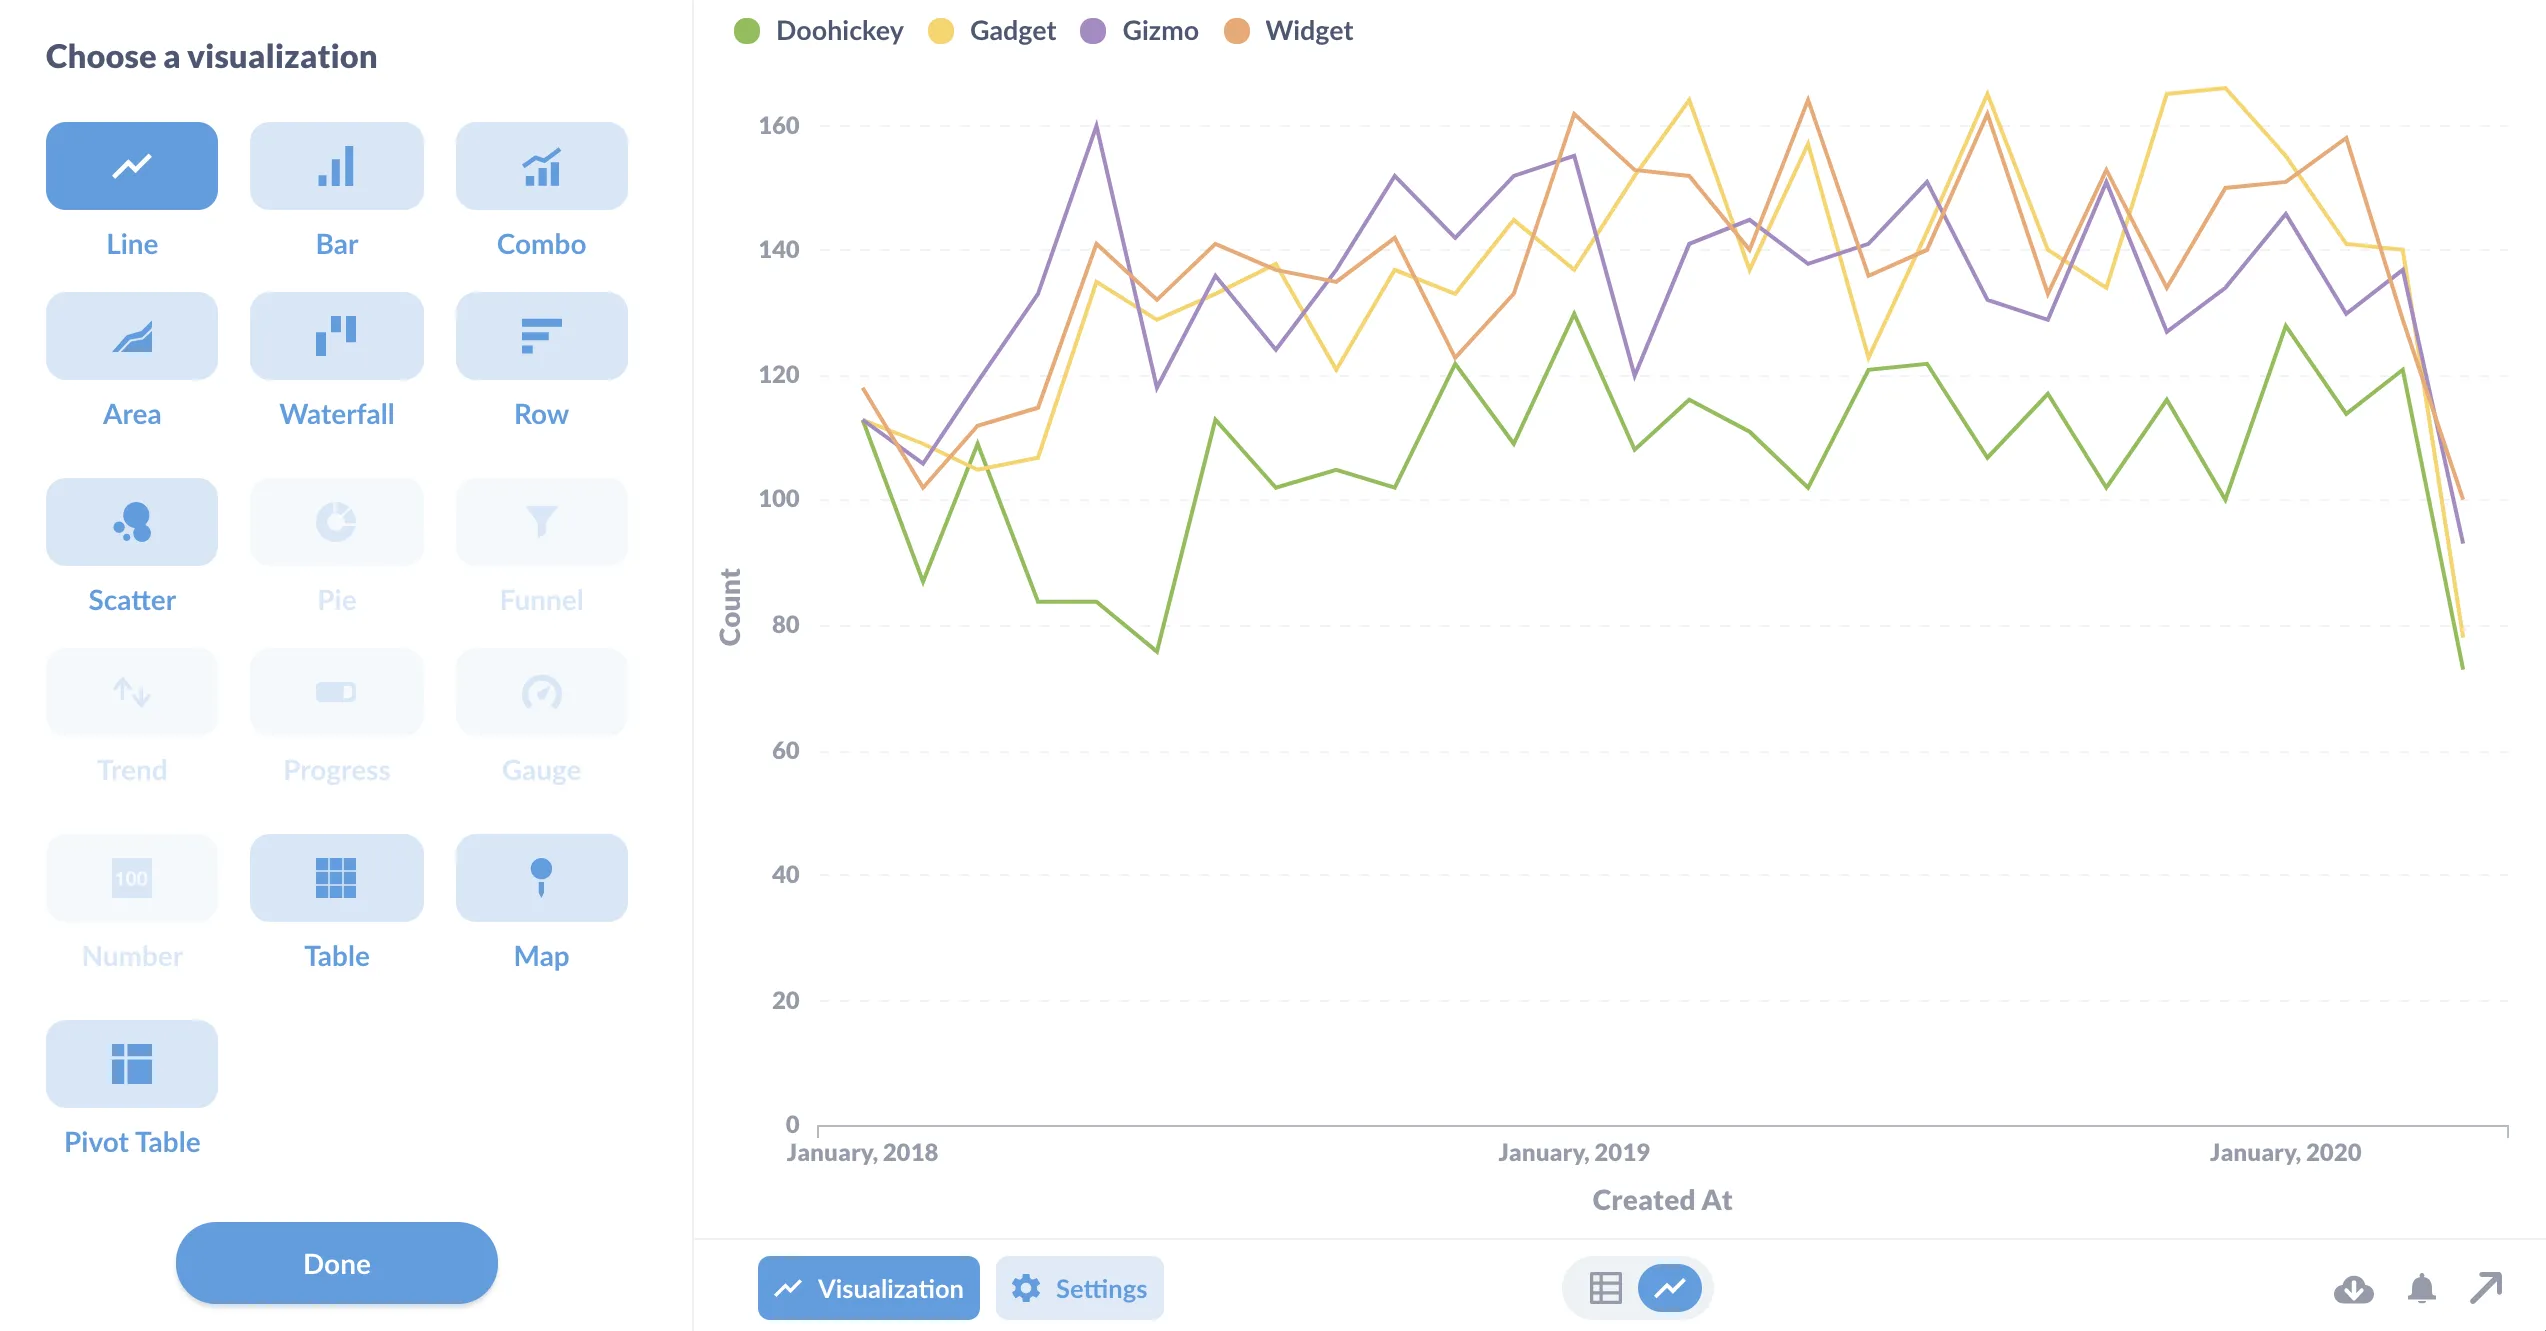 Choose a visualization
Line Bar Combo
Area Waterfall Row
Scatter Pie Funnel
Trend Progress Gauge
100
Number Table Map
Pivot Table
Done
Doohickey Gadget Gizmo Widget
160
140
120
100
80
60
40
20
0
Count
January, 2018 January, 2019 January, 2020
Created At
Visualization Settings